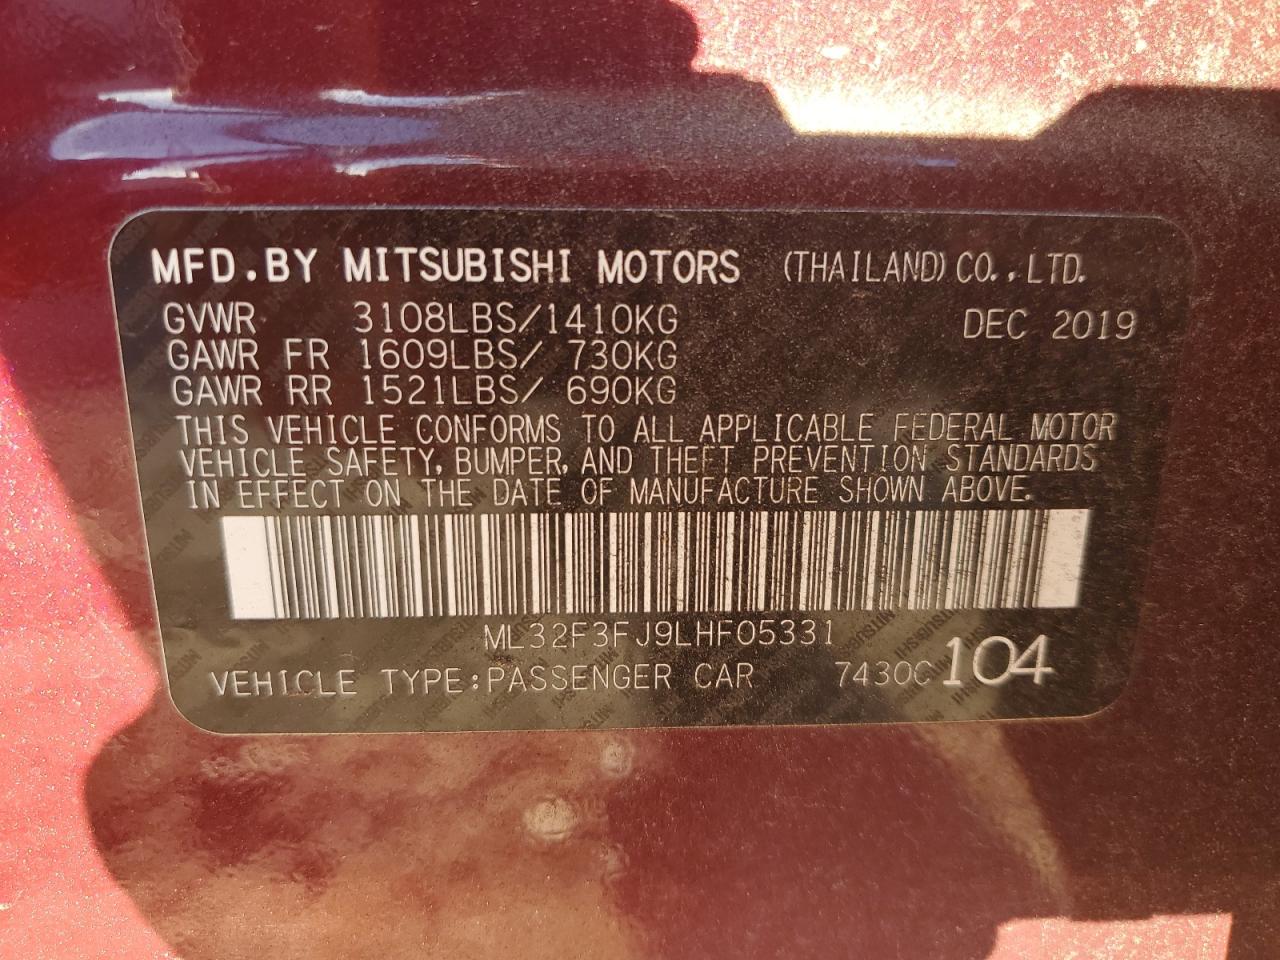 MFD.BY MITSUBISHI MOTORS (THAILAND) CO.,LTD.
GVWR 3108LBS/1410KG DEC 2019
GAWR FR 1609LBS/ 730KG
GAWR RR 1521LBS/ 690KG
THIS VEHICLE CONFORMS TO ALL APPLICABLE FEDERAL MOTOR
VEHICLE SAFETY, BUMPER, AND THEFT PREVENTION STANDARDS
IN EFFECT ON THE DATE OF MANUFACTURE SHOWN ABOVE.
ML32F3FJ9LHF05331
VEHICLE TYPE:PASSENGER CAR 7430C 104